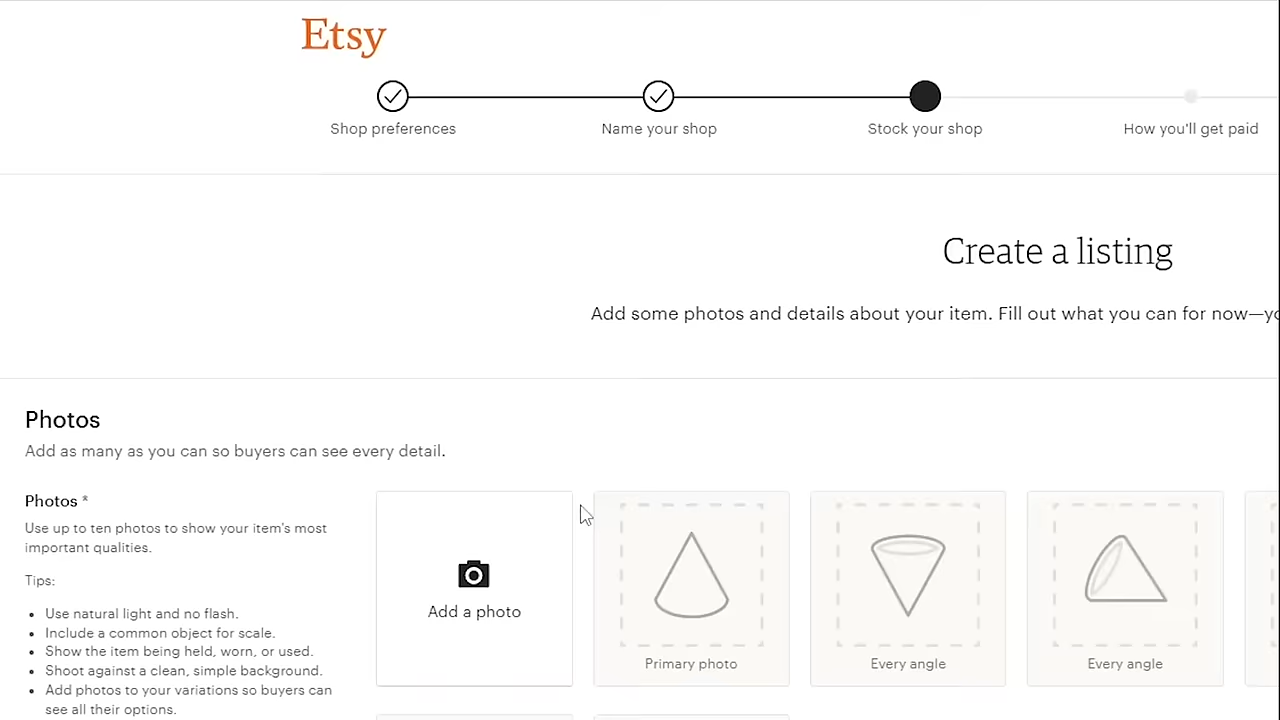 Etsy
Shop preferences
Name your shop
Stock your shop
How you'll get paid
Create a listing
Add some photos and details about your item. Fill out what you can for now—yo
Photos
Add as many as you can so buyers can see every detail.
Photos *
Use up to ten photos to show your item's most
important qualities.
Tips:
Use natural light and no flash.
Include a common object for scale.
Show the item being held, worn, or used.
Shoot against a clean, simple background.
Add photos to your variations so buyers can
see all their options.
Add a photo
Primary photo
Every angle
Every angle